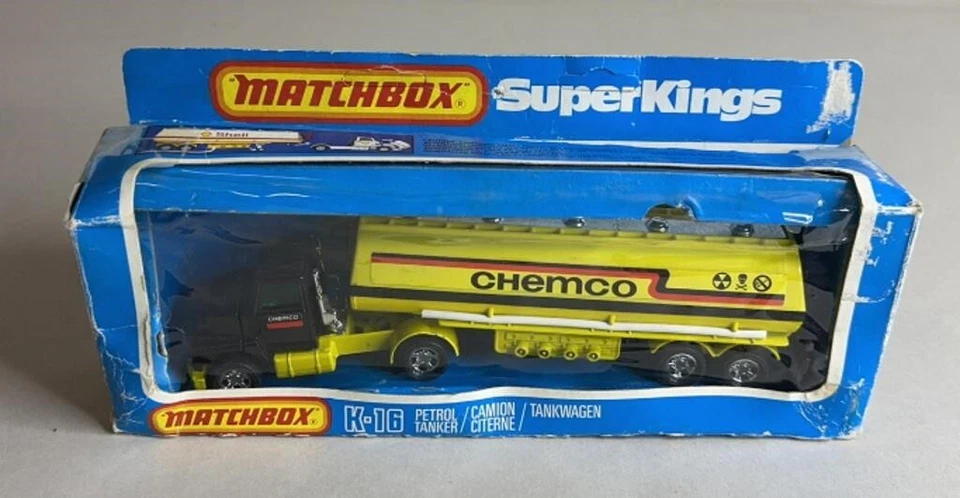 "MATCHBOX"®
SuperKings
Shell
CHEMCO
CHEMCO
"MATCHBOX"®
K-16
PETROL TANKER / CAMION CITERNE / TANKWAGEN